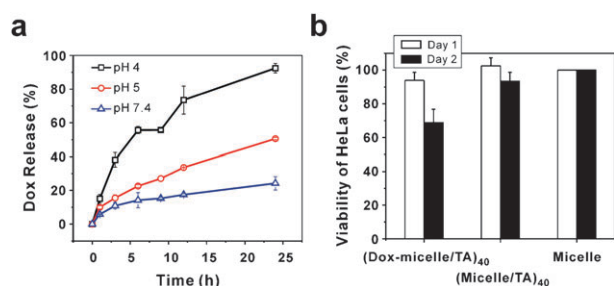 a
Dox Release (%)
100
80
60
40
20
0
pH 4
pH 5
pH 7.4
0 5 10 15 20 25
Time (h)
b
Viability of HeLa cells (%)
100
80
60
40
20
0
Day 1
Day 2
(Dox-micelle/TA)40
(Micelle/TA)40
Micelle